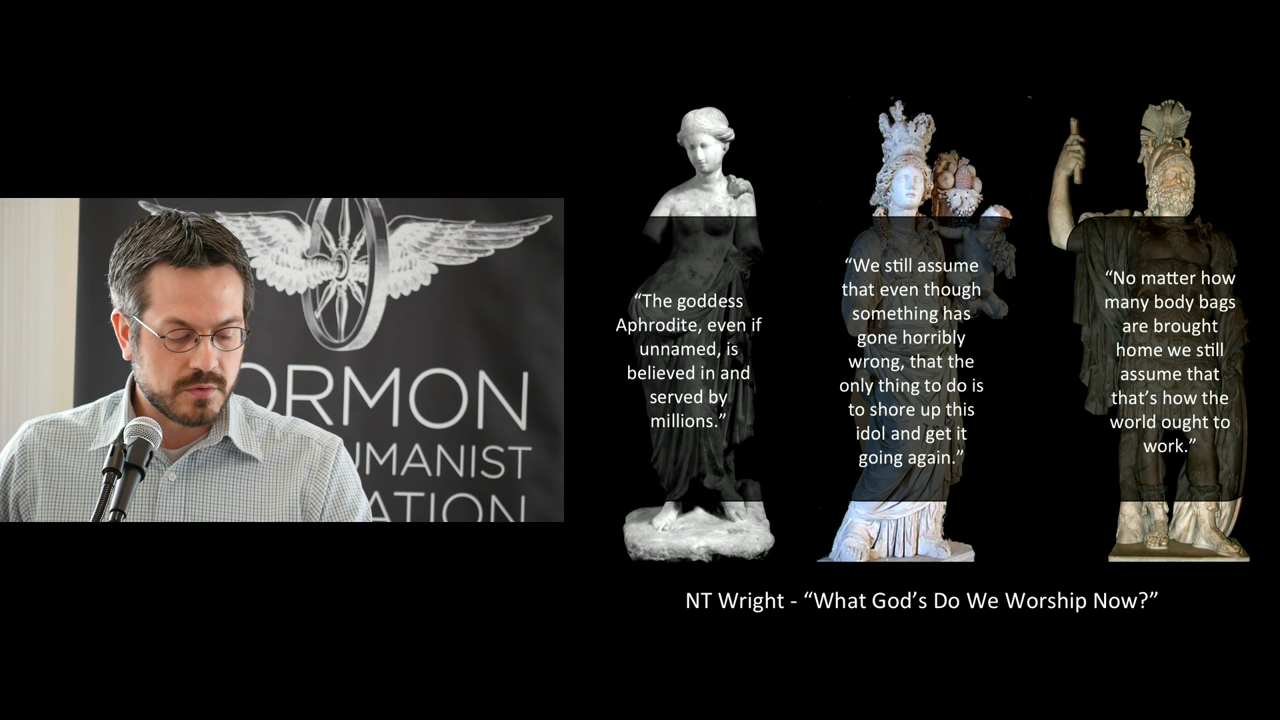 ORMON
UMANIST
ATION
“The goddess
Aphrodite, even if
unnamed, is
believed in and
served by
millions.”
“We still assume
that even though
something has
gone horribly
wrong, that the
only thing to do is
to shore up this
idol and get it
going again.”
“No matter how
many body bags
are brought
home we still
assume that
that’s how the
world ought to
work.”
NT Wright - “What God’s Do We Worship Now?”